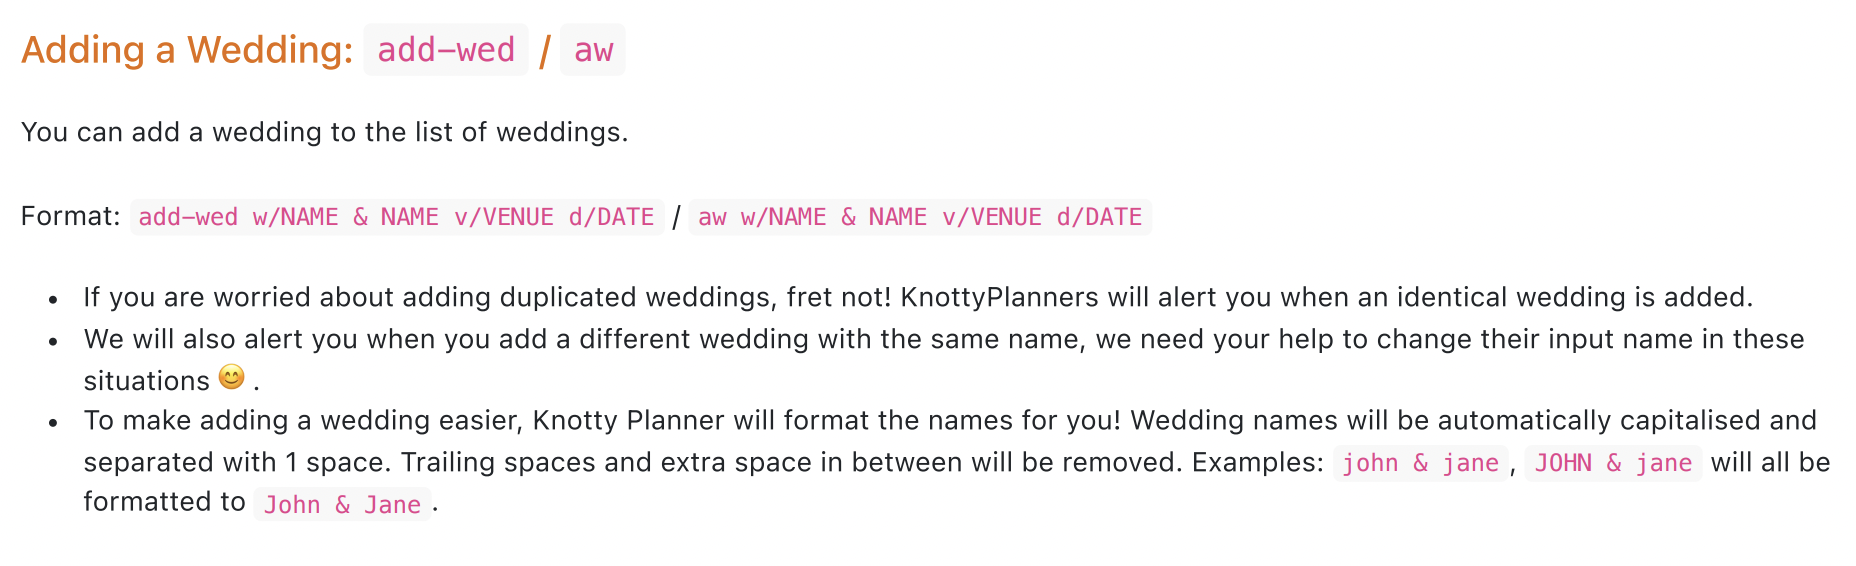 Adding a Wedding: add-wed / aw
You can add a wedding to the list of weddings.
Format: add-wed w/NAME & NAME v/VENUE d/DATE / aw w/NAME & NAME v/VENUE d/DATE
• If you are worried about adding duplicated weddings, fret not! KnottyPlanners will alert you when an identical wedding is added.
• We will also alert you when you add a different wedding with the same name, we need your help to change their input name in these
situations 😊 .
• To make adding a wedding easier, Knotty Planner will format the names for you! Wedding names will be automatically capitalised and
separated with 1 space. Trailing spaces and extra space in between will be removed. Examples: john & jane, JOHN & jane will all be
formatted to John & Jane.